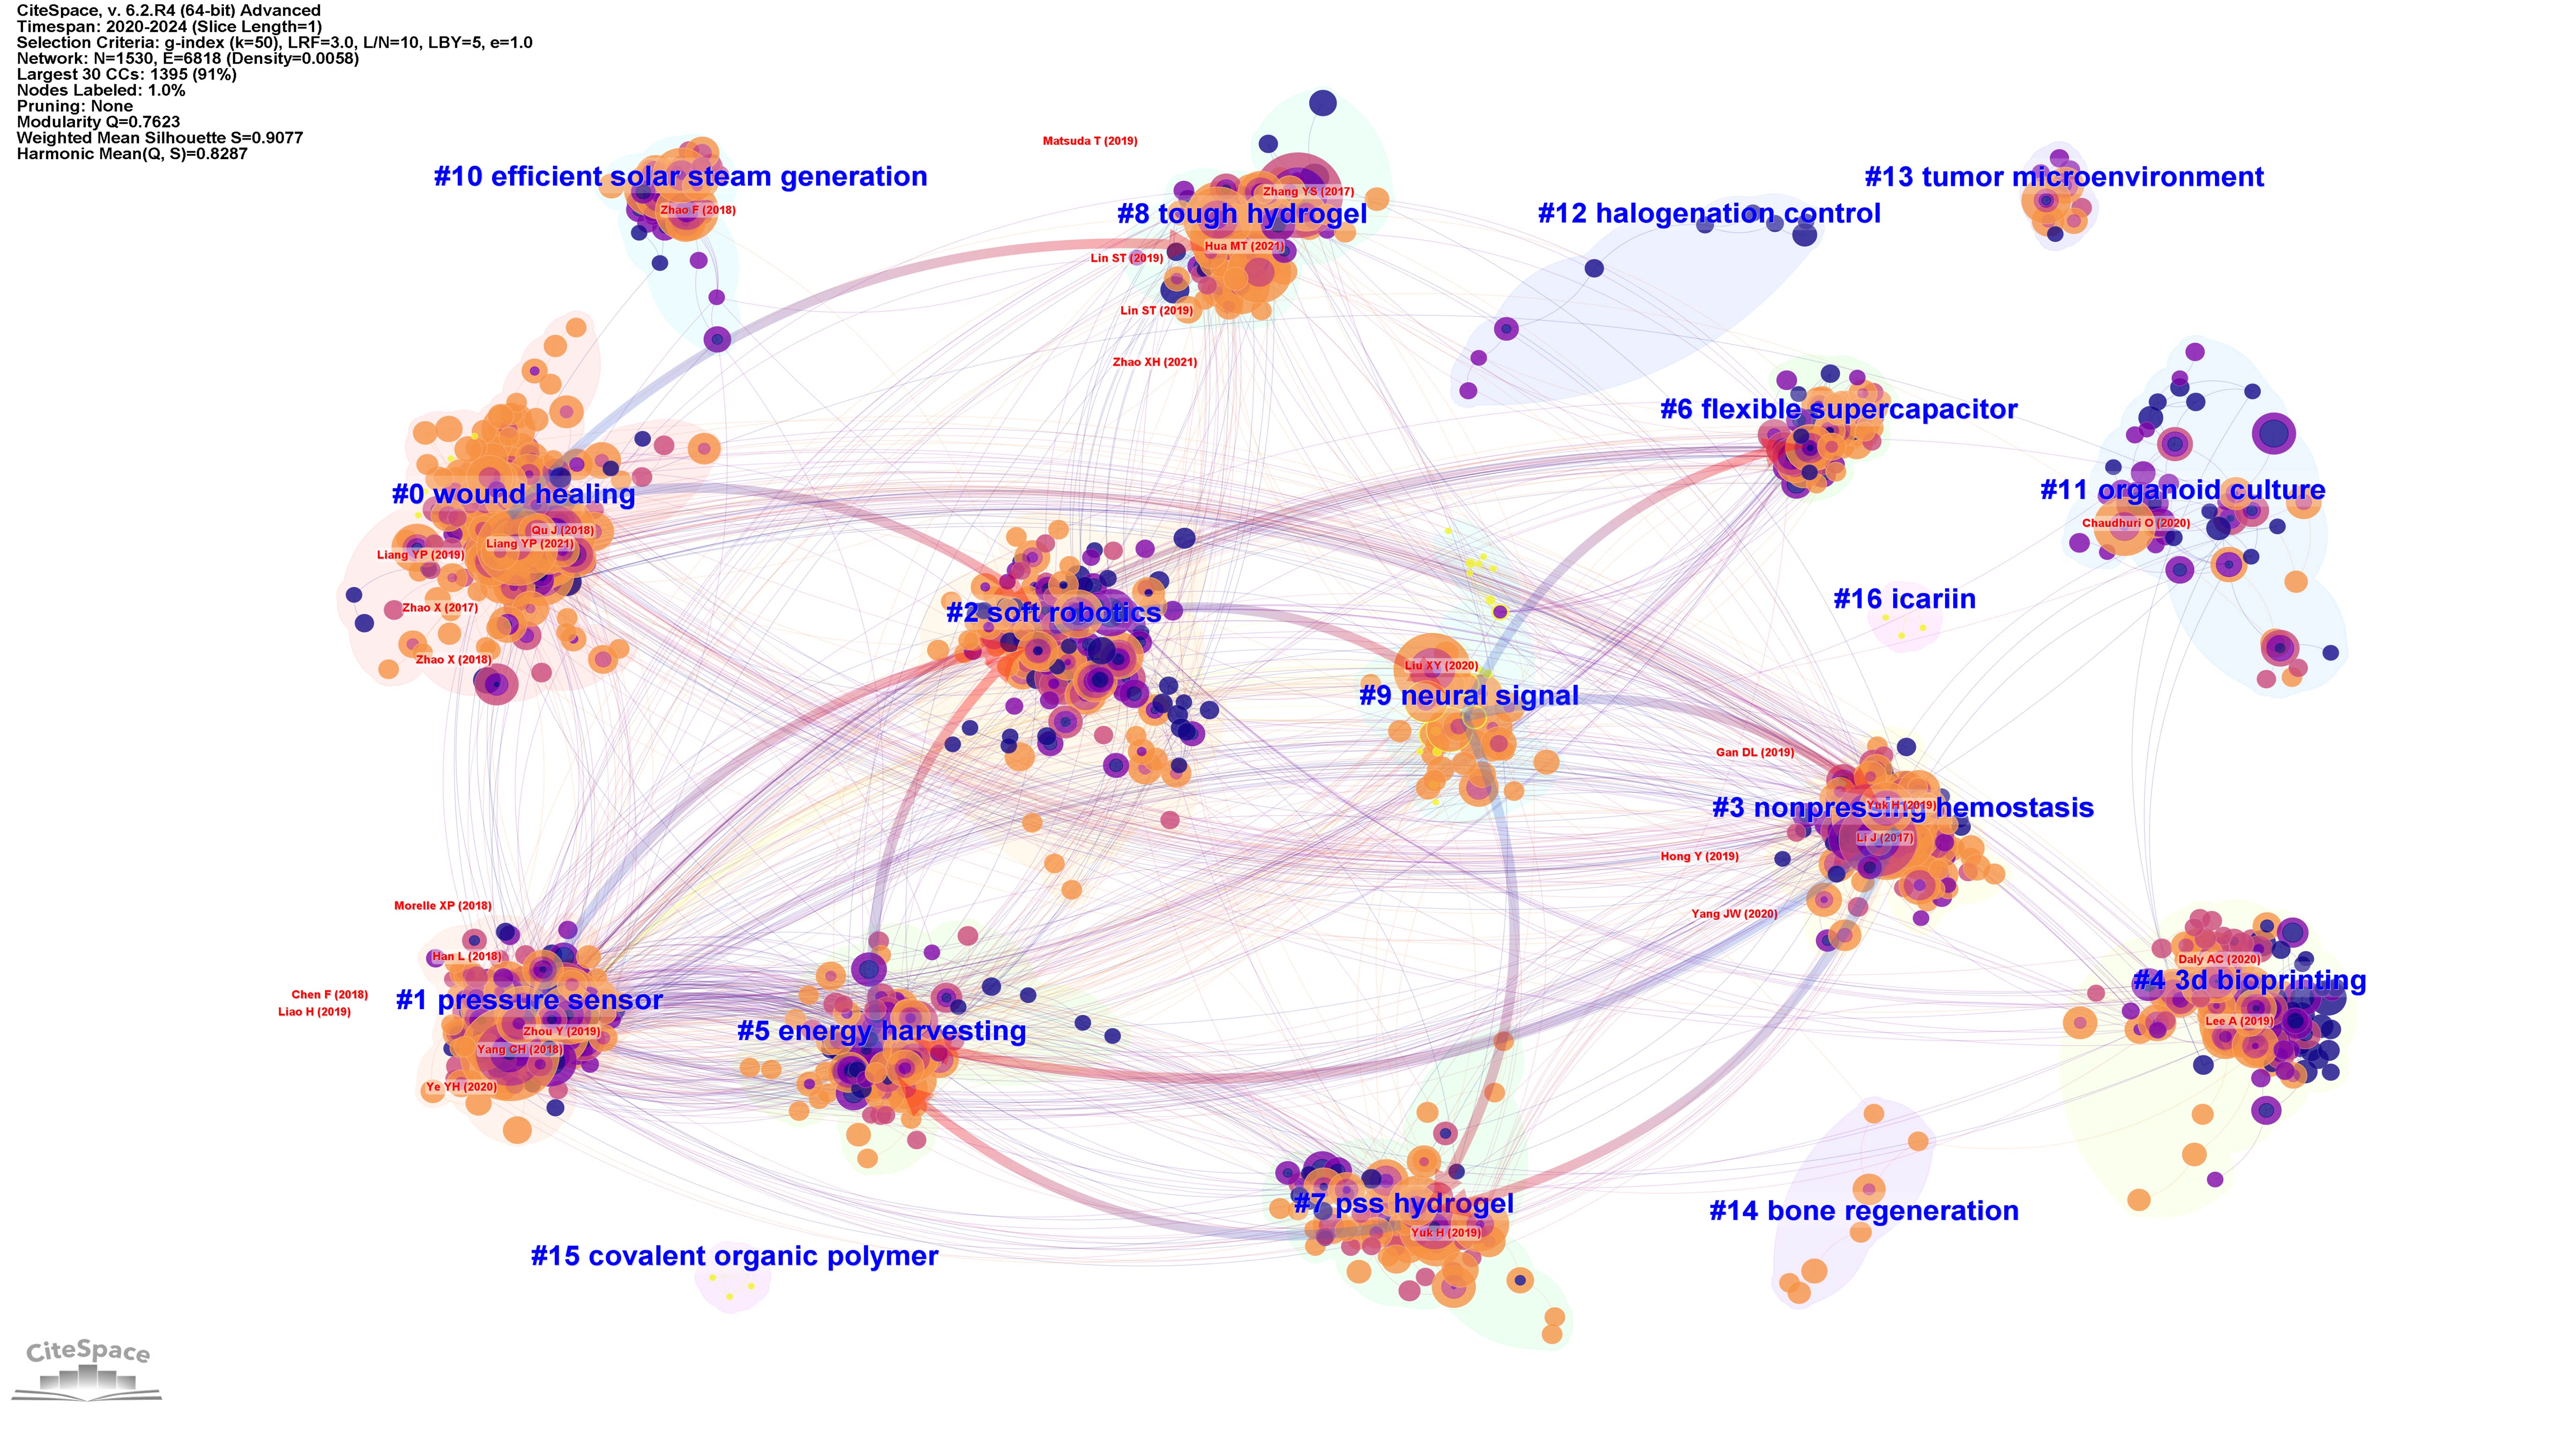 CiteSpace, v. 6.2.R4 (64-bit) Advanced
Timespan: 2020-2024 (Slice Length=1)
Selection Criteria: g-index (k=50), LRF=3.0, L/N=10, LBY=5, e=1.0
Network: N=1530, E=6818 (Density=0.0058)
Largest 30 CCs: 1395 (91%)
Nodes Labeled: 1.0%
Pruning: None
Modularity Q=0.7623
Weighted Mean Silhouette S=0.9077
Harmonic Mean(Q, S)=0.8287
Matsuda T (2019)
#10 efficient solar steam generation
Zhao F (2018)
Zhang YS (2017)
#8 tough hydrogel
Hua MT (2021)
Lin ST (2019)
Lin ST (2019)
Zhao XH (2021)
#12 halogenation control
#13 tumor microenvironment
#6 flexible supercapacitor
#11 organoid culture
Chaudhuri O (2020)
#0 wound healing
Qu J (2018)
Liang YP (2021)
Liang YP (2019)
Zhao X (2017)
Zhao X (2018)
#2 soft robotics
#16 icariin
Liu XY (2020)
#9 neural signal
Gan DL (2019)
Yuk H (2019)
#3 nonpressing hemostasis
Li J (2017)
Hong Y (2019)
Yang JW (2020)
Morelle XP (2018)
Han L (2018)
Chen F (2018)
#1 pressure sensor
Liao H (2019)
Zhou Y (2019)
Yang CH (2018)
Ye YH (2020)
#5 energy harvesting
Daly AC (2020)
#4 3d bioprinting
Lee A (2019)
#7 pss hydrogel
Yuk H (2019)
#14 bone regeneration
#15 covalent organic polymer
CiteSpace